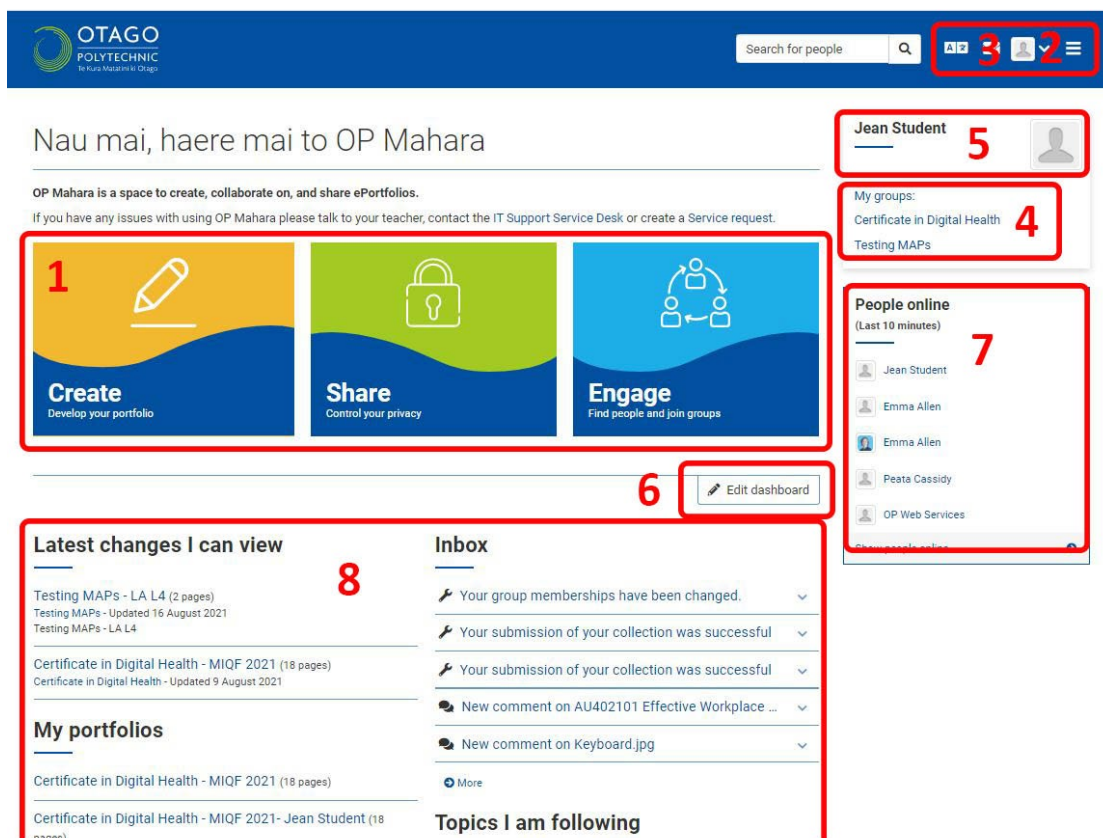 OTAGO
POLYTECHNIC
Te Kura Matatini ki Otago
Search for people
3
2
Nau mai, haere mai to OP Mahara
OP Mahara is a space to create, collaborate on, and share ePortfolios.
If you have any issues with using OP Mahara please talk to your teacher, contact the IT Support Service Desk or create a Service request.
1
Create
Develop your portfolio
Share
Control your privacy
Engage
Find people and join groups
Jean Student
5
My groups:
Certificate in Digital Health
Testing MAPs
4
People online
(Last 10 minutes)
7
Jean Student
Emma Allen
Emma Allen
Peata Cassidy
OP Web Services
Show people online
6
Edit dashboard
8
Latest changes I can view
Testing MAPs - LA L4 (2 pages)
Testing MAPs - Updated 16 August 2021
Testing MAPs - LA L4
Certificate in Digital Health - MIQF 2021 (18 pages)
Certificate in Digital Health - Updated 9 August 2021
My portfolios
Certificate in Digital Health - MIQF 2021 (18 pages)
Certificate in Digital Health - MIQF 2021- Jean Student (18
pages)
Inbox
Your group memberships have been changed.
Your submission of your collection was successful
Your submission of your collection was successful
New comment on AU402101 Effective Workplace ...
New comment on Keyboard.jpg
More
Topics I am following